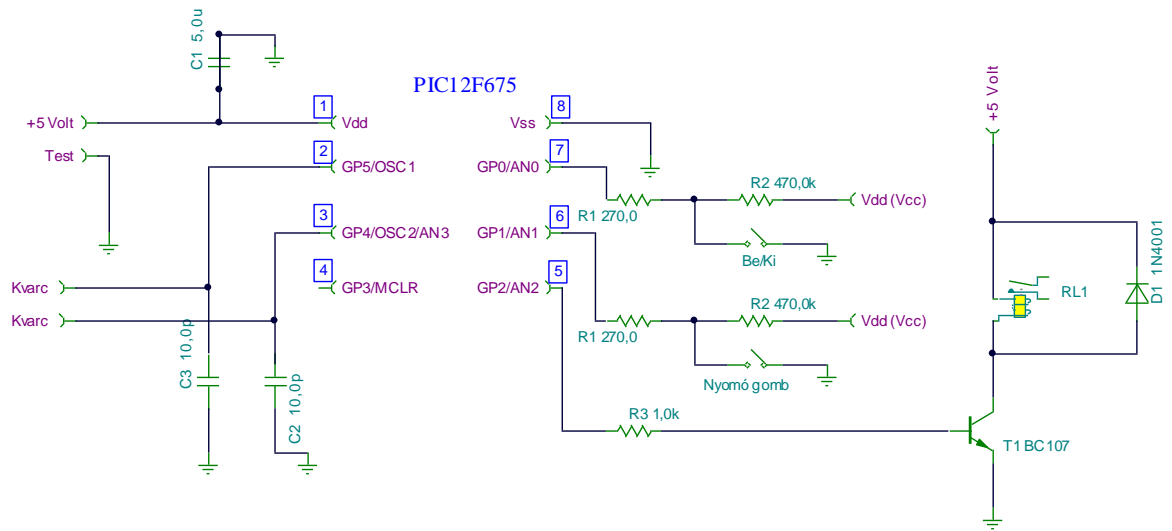 C1 5,0u
PIC12F675
+5 Volt
1
Vdd
Vss
8
+5 Volt
Test
2
GP5/OSC1
GP0/AN0
7
R1 270,0
R2 470,0k
Vdd (Vcc)
Be/Ki
3
GP4/OSC2/AN3
GP1/AN1
6
4
GP3/MCLR
GP2/AN2
5
Kvarc
Kvarc
R1 270,0
R2 470,0k
Vdd (Vcc)
Nyomó gomb
RL1
D1 1N4001
C3 10,0p
C2 10,0p
R3 1,0k
T1 BC107